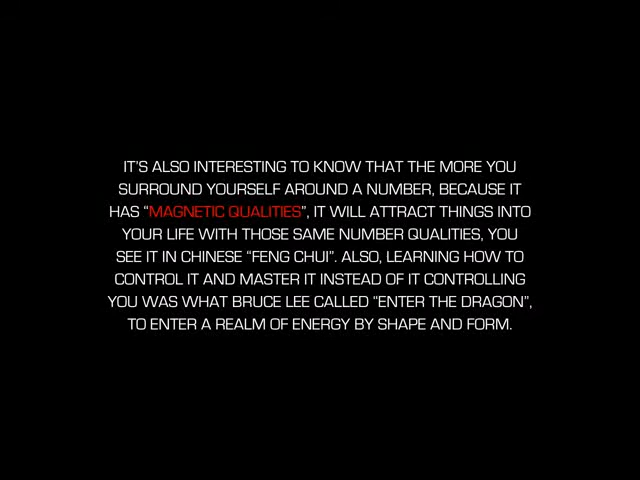 IT'S ALSO INTERESTING TO KNOW THAT THE MORE YOU
SURROUND YOURSELF AROUND A NUMBER, BECAUSE IT
HAS “MAGNETIC QUALITIES”, IT WILL ATTRACT THINGS INTO
YOUR LIFE WITH THOSE SAME NUMBER QUALITIES, YOU
SEE IT IN CHINESE “FENG CHUI”. ALSO, LEARNING HOW TO
CONTROL IT AND MASTER IT INSTEAD OF IT CONTROLLING
YOU WAS WHAT BRUCE LEE CALLED “ENTER THE DRAGON”,
TO ENTER A REALM OF ENERGY BY SHAPE AND FORM.